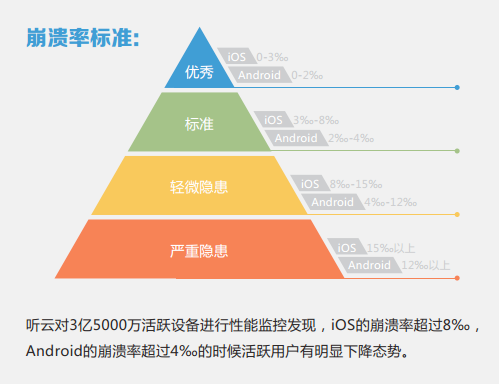 崩溃率标准:
优秀
iOS 0-3‰
Android 0-2‰
标准
iOS 3‰-8‰
Android 2‰-4‰
轻微隐患
iOS 8‰-15‰
Android 4‰-12‰
严重隐患
iOS 15‰以上
Android 12‰以上
听云对3亿5000万活跃设备进行性能监控发现，iOS的崩溃率超过8‰，
Android的崩溃率超过4‰的时候活跃用户有明显下降态势。